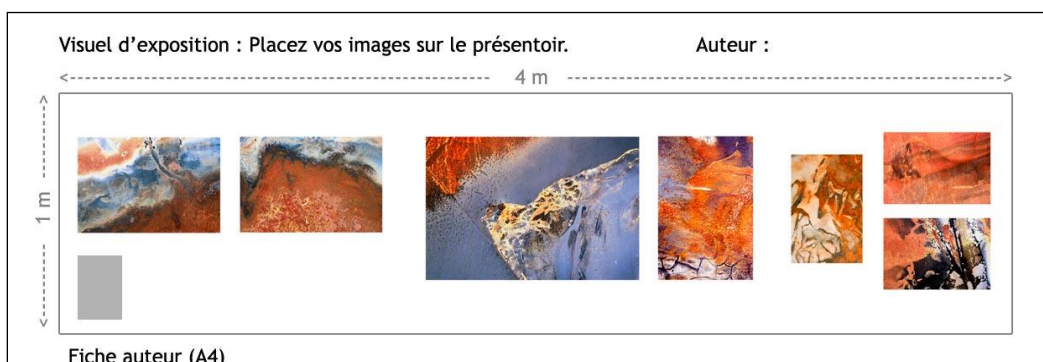 Visuel d'exposition : Placez vos images sur le présentoir. Auteur :
4 m
1 m
Fiche auteur (A4)